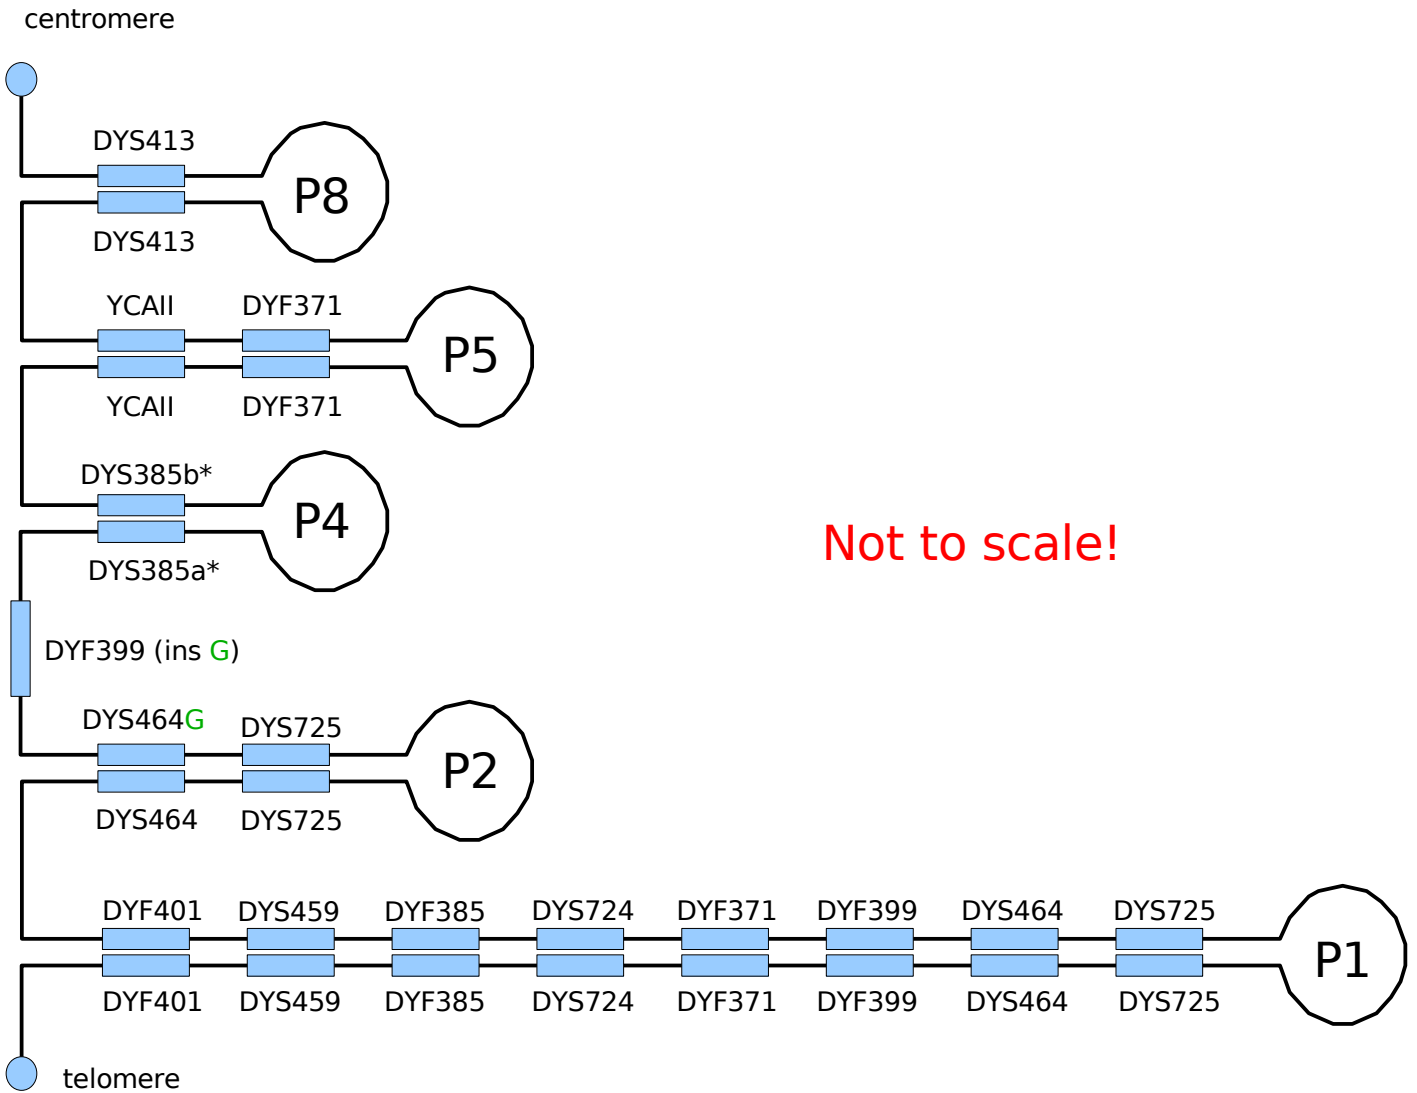 centromere
DYS413
P8
DYS413
YCAII DYF371
P5
YCAII DYF371
DYS385b*
P4
Not to scale!
DYS385a*
DYF399 (ins G)
DYS464G DYS725
P2
DYS464 DYS725
DYF401 DYS459 DYF385 DYS724 DYF371 DYF399 DYS464 DYS725
P1
DYF401 DYS459 DYF385 DYS724 DYF371 DYF399 DYS464 DYS725
telomere